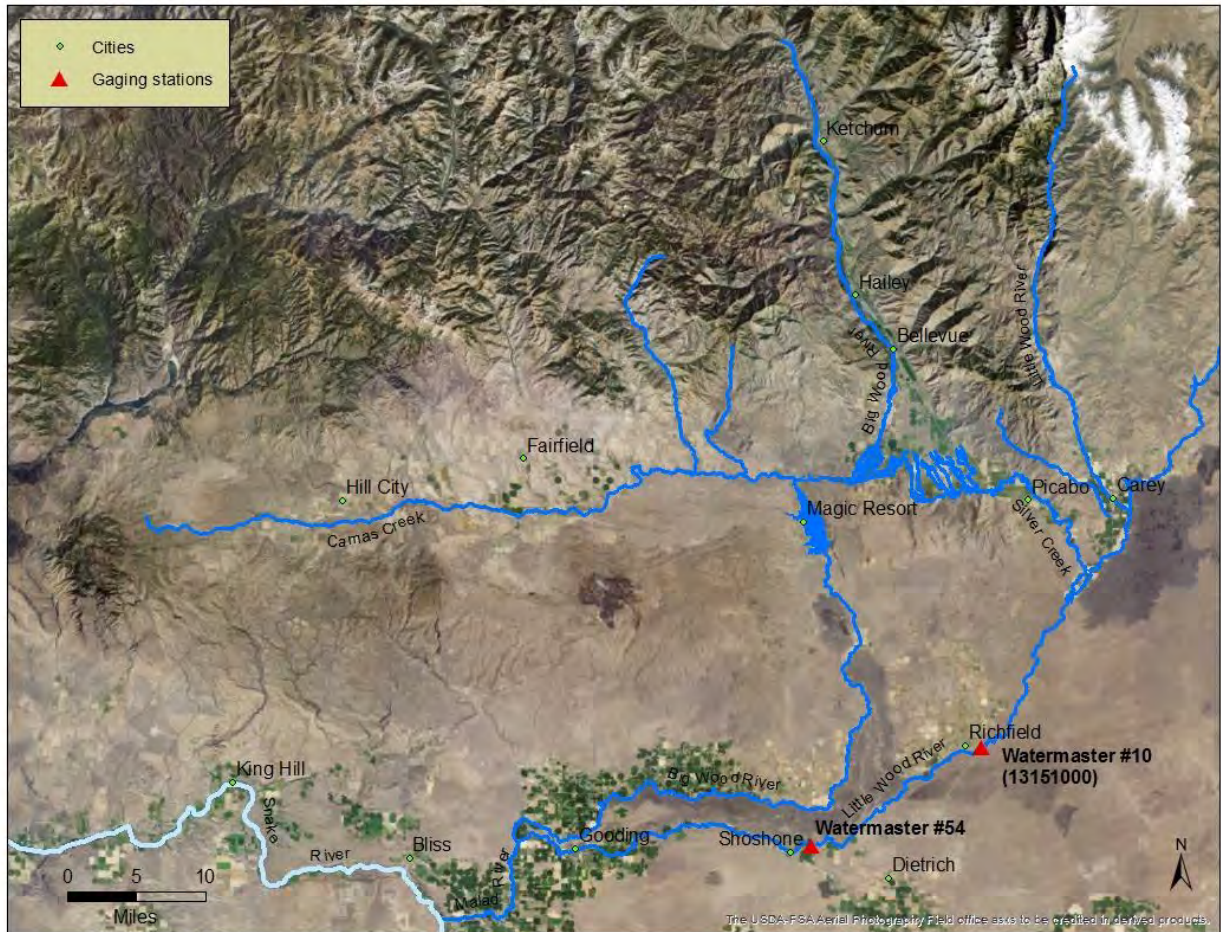 Cities
Gaging stations
Ketchum
Hailey
Bellevue
Big Wood River
Little Wood River
Fairfield
Hill City
Camas Creek
Magic Resort
Picabo
Carey
Silver Creek
Richfield
Watermaster #10
(13151000)
Little Wood River
Big Wood River
King Hill
Snake
River
Bliss
Gooding
Shoshone
Watermaster #54
Dietrich
Malad River
N
0 5 10
Miles
The USDA-FSA Aerial Photography Field office asks to be credited in derived products.